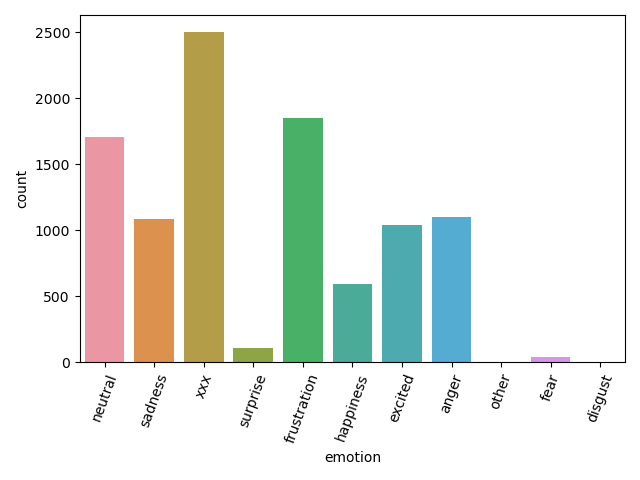 2500
2000
1500
1000
500
0
count
neutral
sadness
xxx
surprise
frustration
happiness
excited
anger
other
fear
disgust
emotion